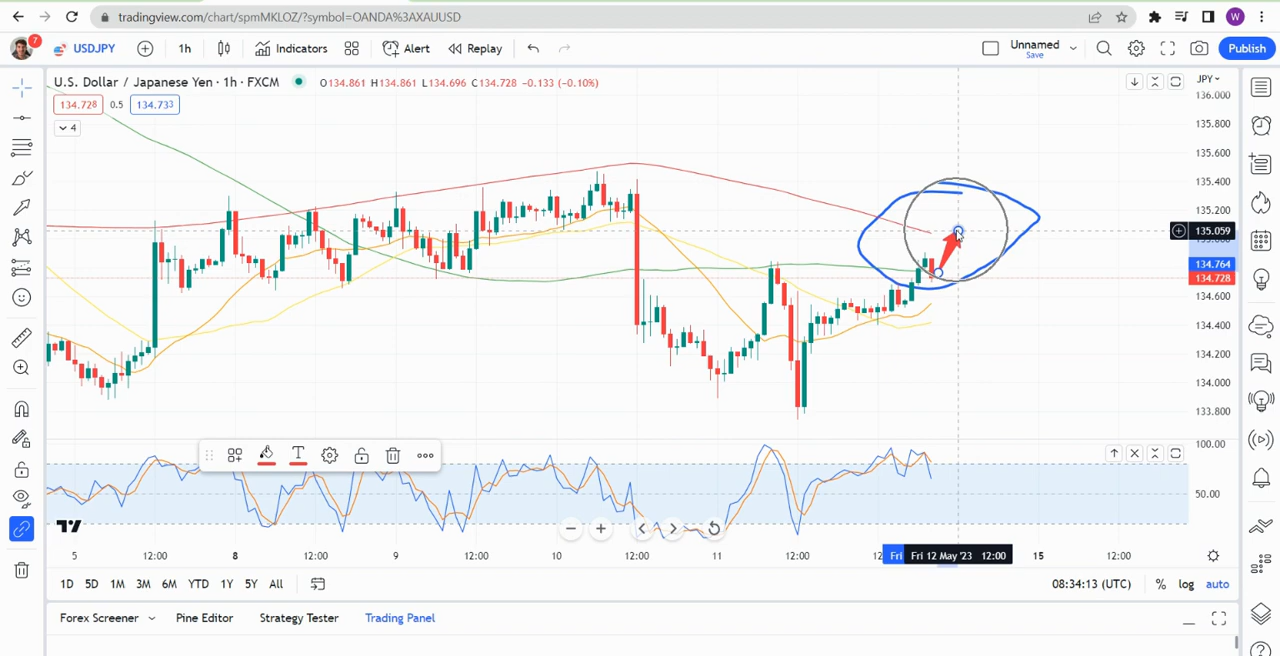 tradingview.com/chart/spmMKLOZ/?symbol=OANDA%3AXAUUSD
W
7
USDJPY
1h
Indicators
Alert
Replay
Unnamed
Save
Publish
U.S. Dollar / Japanese Yen · 1h · FXCM
O134.861 H134.861 L134.696 C134.728 −0.133 (−0.10%)
JPY
134.728
0.5
134.733
4
136.000
135.800
135.600
135.400
135.200
135.059
134.764
134.728
134.600
134.400
134.200
134.000
133.800
T
100.00
50.00
5
12:00
8
12:00
9
12:00
10
12:00
11
12:00
Fri
Fri 12 May '23 12:00
15
12:00
1D 5D 1M 3M 6M YTD 1Y 5Y All
08:34:13 (UTC)
% log auto
Forex Screener
Pine Editor
Strategy Tester
Trading Panel